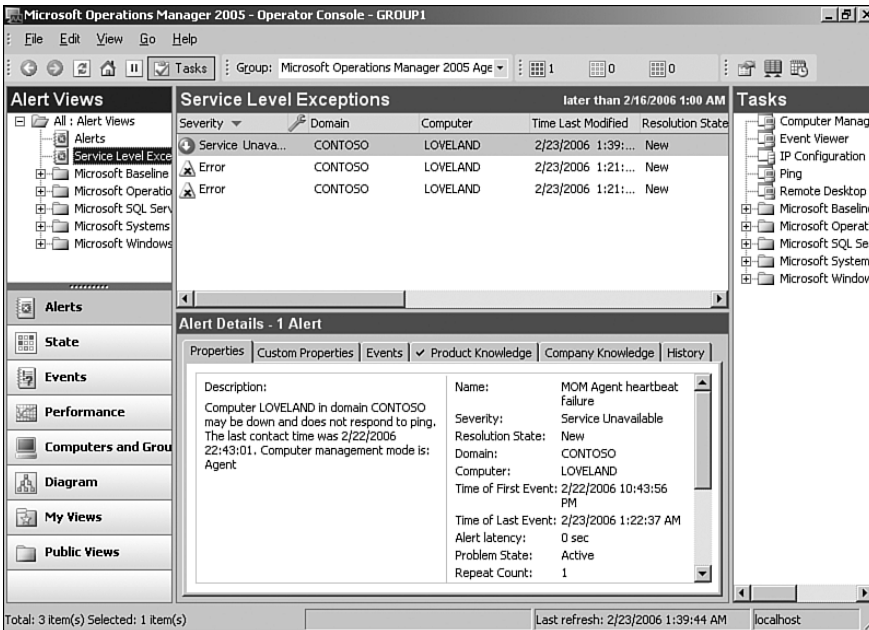 Microsoft Operations Manager 2005 - Operator Console - GROUP1
File Edit View Go Help
Tasks Group: Microsoft Operations Manager 2005 Age 1 0 0
Alert Views
All : Alert Views
Alerts
Service Level Exce
Microsoft Baseline
Microsoft Operatio
Microsoft SQL Serv
Microsoft Systems
Microsoft Windows
Alerts
State
Events
Performance
Computers and Grou
Diagram
My Views
Public Views
Service Level Exceptions later than 2/16/2006 1:00 AM
Severity Domain Computer Time Last Modified Resolution State
Service Unava... CONTOSO LOVELAND 2/23/2006 1:39:... New
Error CONTOSO LOVELAND 2/23/2006 1:21:... New
Error CONTOSO LOVELAND 2/23/2006 1:21:... New
Alert Details - 1 Alert
Properties Custom Properties Events Product Knowledge Company Knowledge History
Description:
Computer LOVELAND in domain CONTOSO
may be down and does not respond to ping.
The last contact time was 2/22/2006
22:43:01. Computer management mode is:
Agent
Name: MOM Agent heartbeat
failure
Severity: Service Unavailable
Resolution State: New
Domain: CONTOSO
Computer: LOVELAND
Time of First Event: 2/22/2006 10:43:56
PM
Time of Last Event: 2/23/2006 1:22:37 AM
Alert latency: 0 sec
Problem State: Active
Repeat Count: 1
Tasks
Computer Manag
Event Viewer
IP Configuration
Ping
Remote Desktop
Microsoft Baselin
Microsoft Operat
Microsoft SQL Se
Microsoft System
Microsoft Window
Total: 3 item(s) Selected: 1 item(s) Last refresh: 2/23/2006 1:39:44 AM localhost